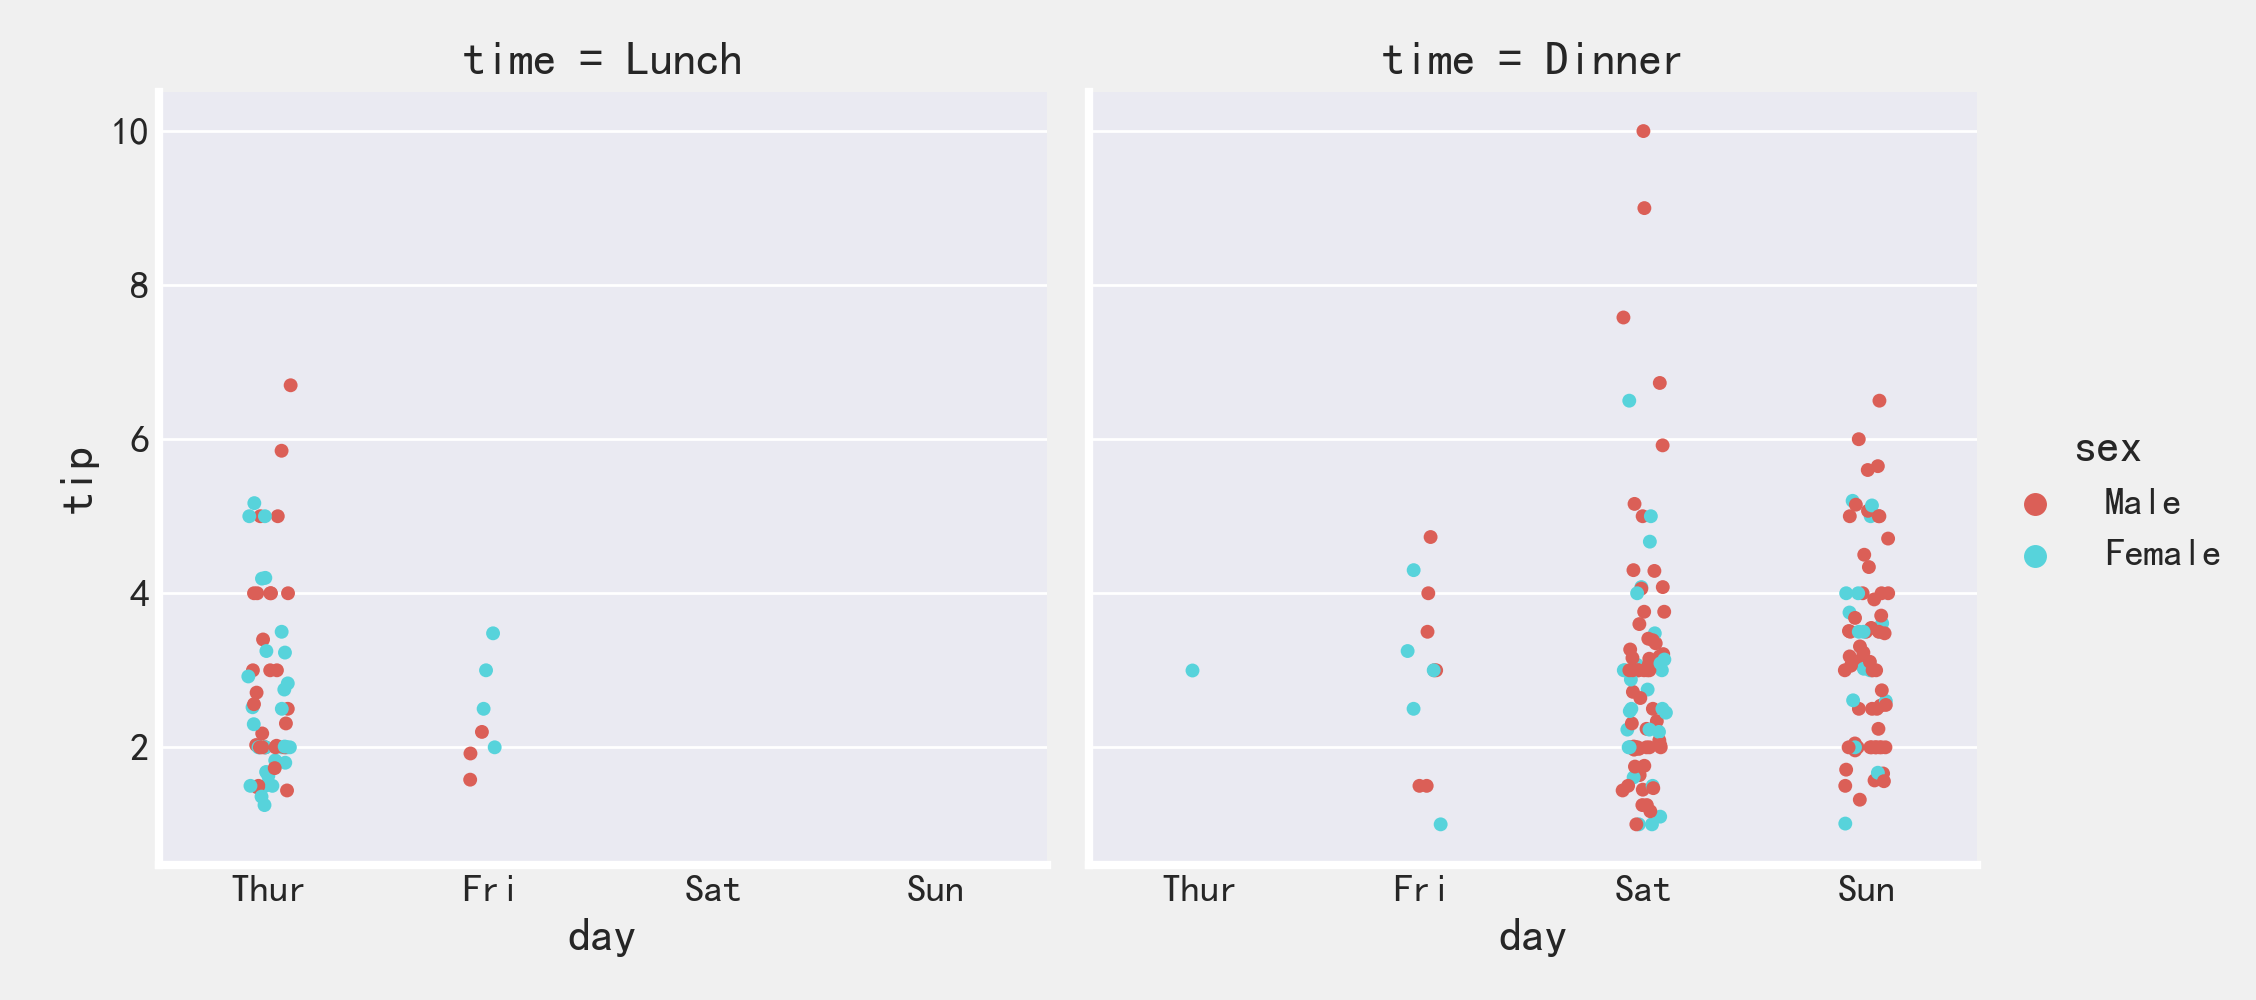 time = Lunch
time = Dinner
10
8
6
4
2
tip
Thur Fri Sat Sun
day
Thur Fri Sat Sun
day
sex
Male
Female